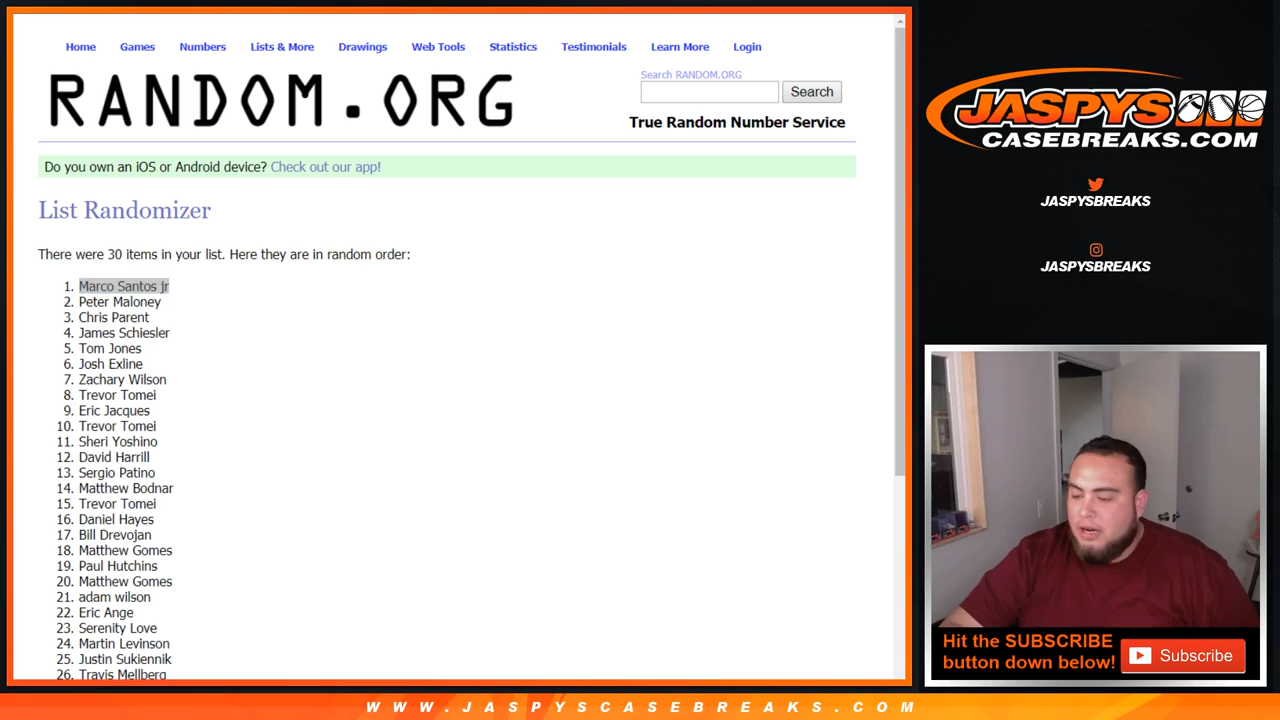 Home Games Numbers Lists & More Drawings Web Tools Statistics Testimonials Learn More Login
RANDOM.ORG
Search RANDOM.ORG
Search
True Random Number Service
Do you own an iOS or Android device? Check out our app!
List Randomizer
There were 30 items in your list. Here they are in random order:
1. Marco Santos jr
2. Peter Maloney
3. Chris Parent
4. James Schiesler
5. Tom Jones
6. Josh Exline
7. Zachary Wilson
8. Trevor Tomei
9. Eric Jacques
10. Trevor Tomei
11. Sheri Yoshino
12. David Harrill
13. Sergio Patino
14. Matthew Bodnar
15. Trevor Tomei
16. Daniel Hayes
17. Bill Drevojan
18. Matthew Gomes
19. Paul Hutchins
20. Matthew Gomes
21. adam wilson
22. Eric Ange
23. Serenity Love
24. Martin Levinson
25. Justin Sukiennik
26. Travis Mellberg
JASPYS
CASEBREAKS.COM
JASPYSBREAKS
JASPYSBREAKS
Hit the SUBSCRIBE
button down below!
Subscribe
WWW.JASPYSCASEBREAKS.COM